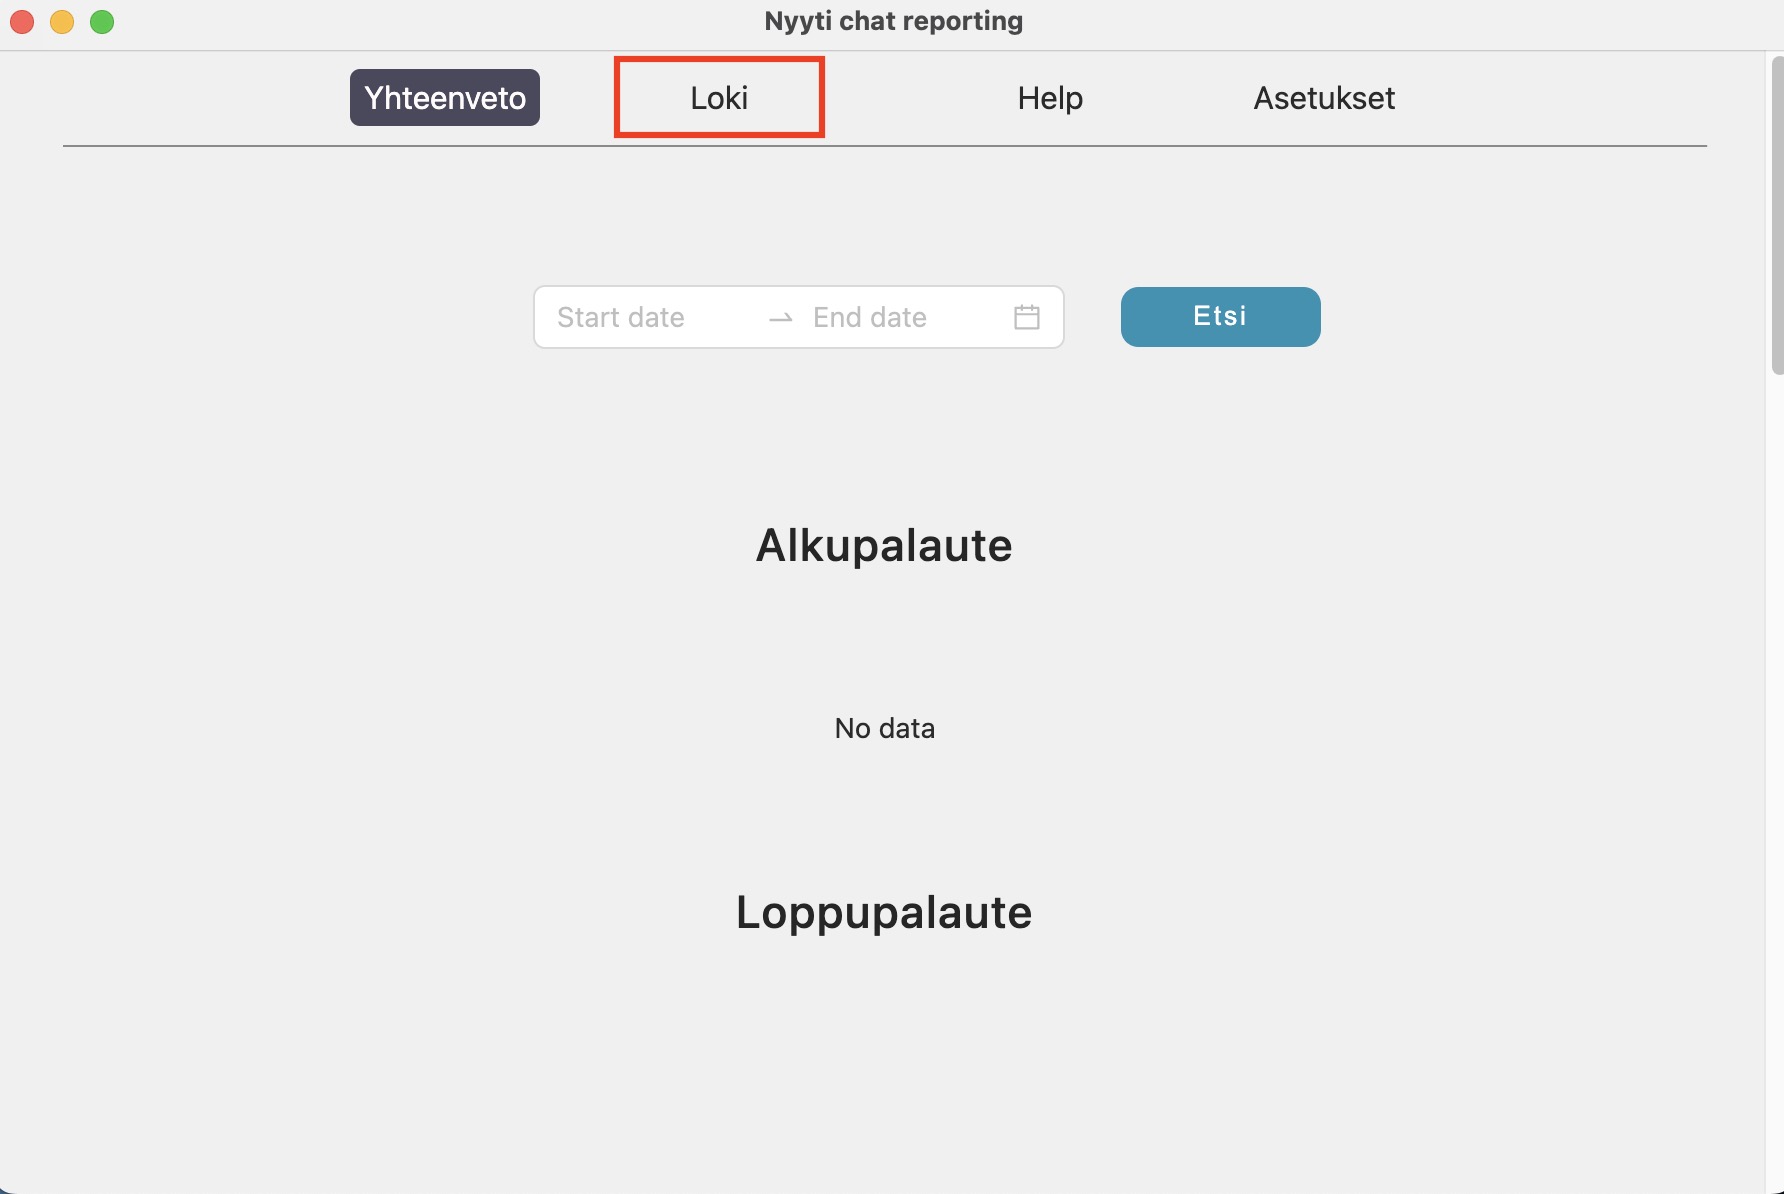 Nyyti chat reporting
Yhteenveto Loki Help Asetukset
Start date End date Etsi
Alkupalaute
No data
Loppupalaute